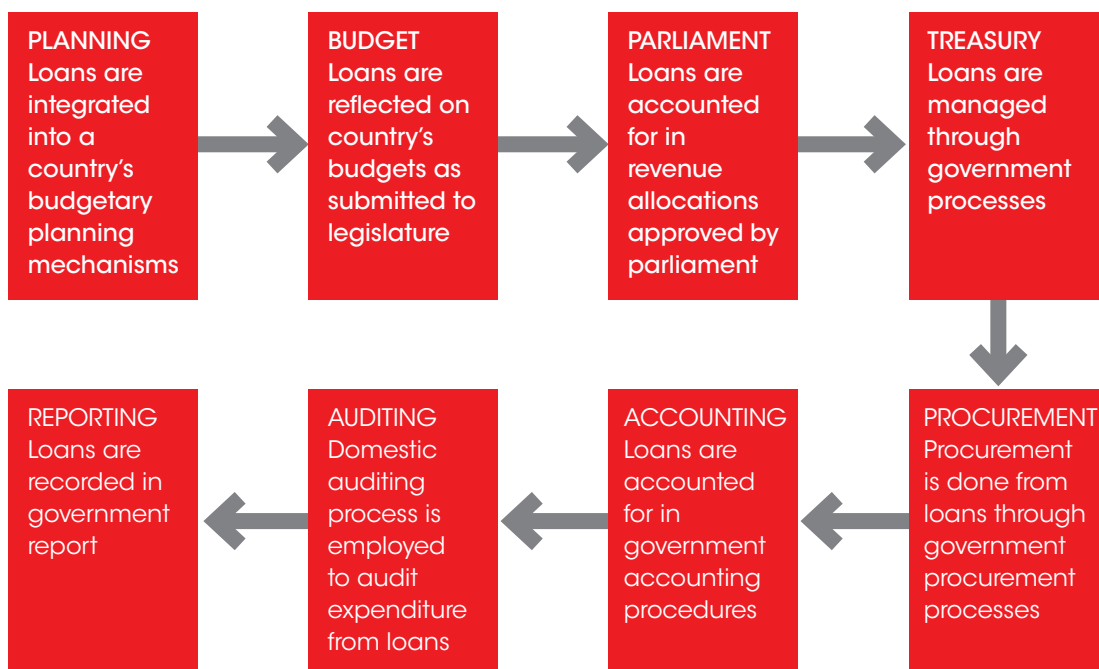 PLANNING
Loans are
integrated
into a
country's
budgetary
planning
mechanisms
BUDGET
Loans are
reflected on
country's
budgets as
submitted to
legislature
PARLIAMENT
Loans are
accounted
for in
revenue
allocations
approved by
parliament
TREASURY
Loans are
managed
through
government
processes
PROCUREMENT
Procurement
is done from
loans through
government
procurement
processes
ACCOUNTING
Loans are
accounted
for in
government
accounting
procedures
AUDITING
Domestic
auditing
process is
employed
to audit
expenditure
from loans
REPORTING
Loans are
recorded in
government
report